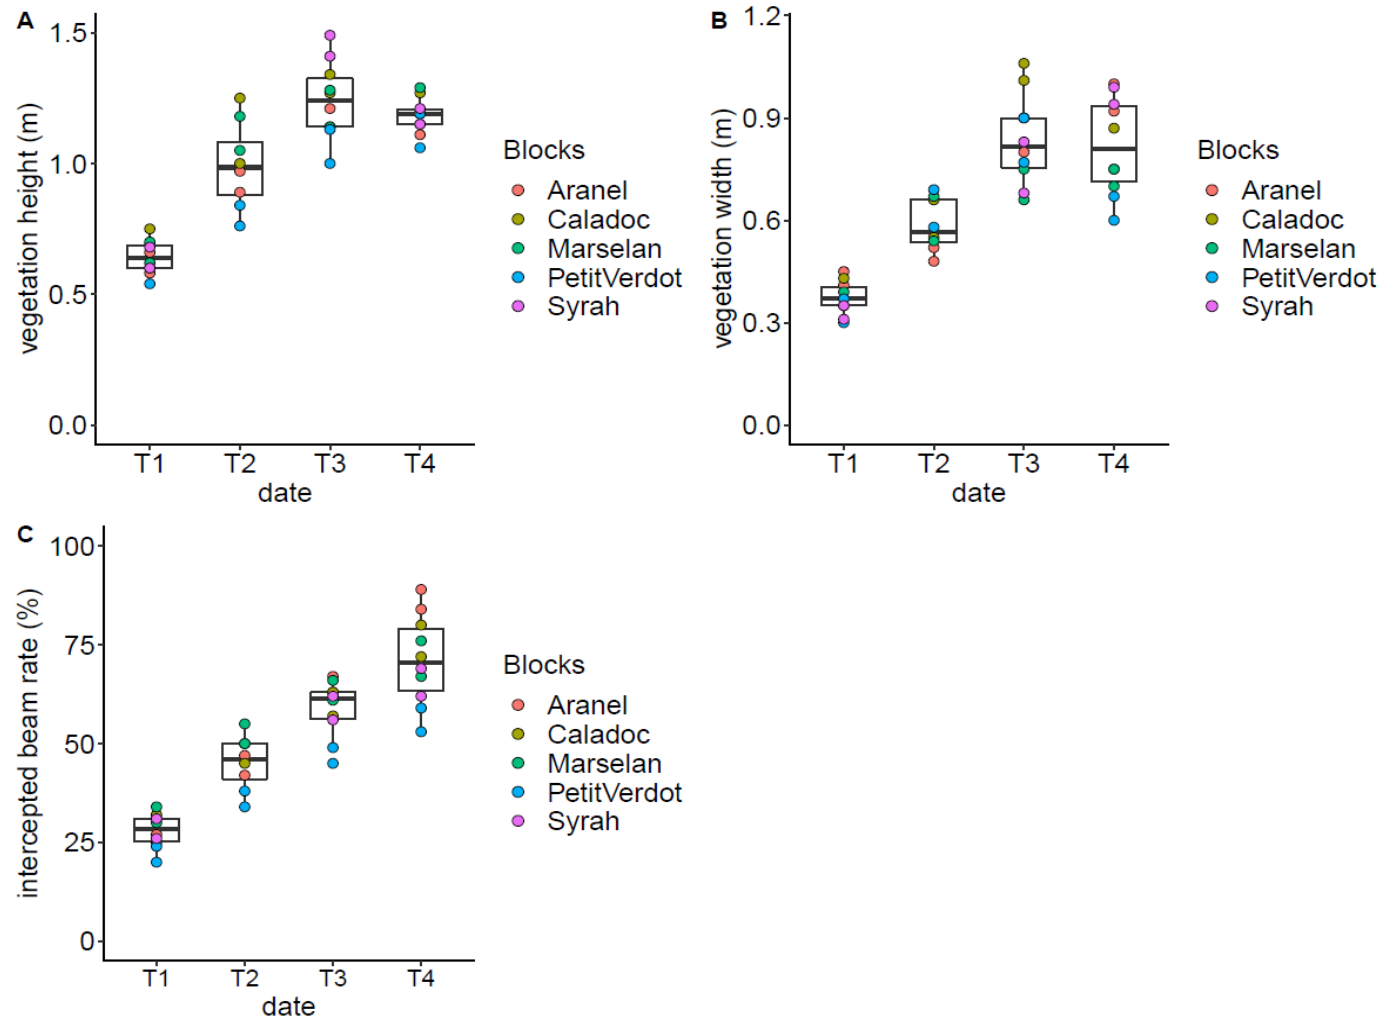 A
vegetation height (m)
1.5
1.0
0.5
0.0
T1 T2 T3 T4
date
Blocks
Aranel
Caladoc
Marselan
PetitVerdot
Syrah
B
vegetation width (m)
1.2
0.9
0.6
0.3
0.0
T1 T2 T3 T4
date
Blocks
Aranel
Caladoc
Marselan
PetitVerdot
Syrah
C
intercepted beam rate (%)
100
75
50
25
0
T1 T2 T3 T4
date
Blocks
Aranel
Caladoc
Marselan
PetitVerdot
Syrah